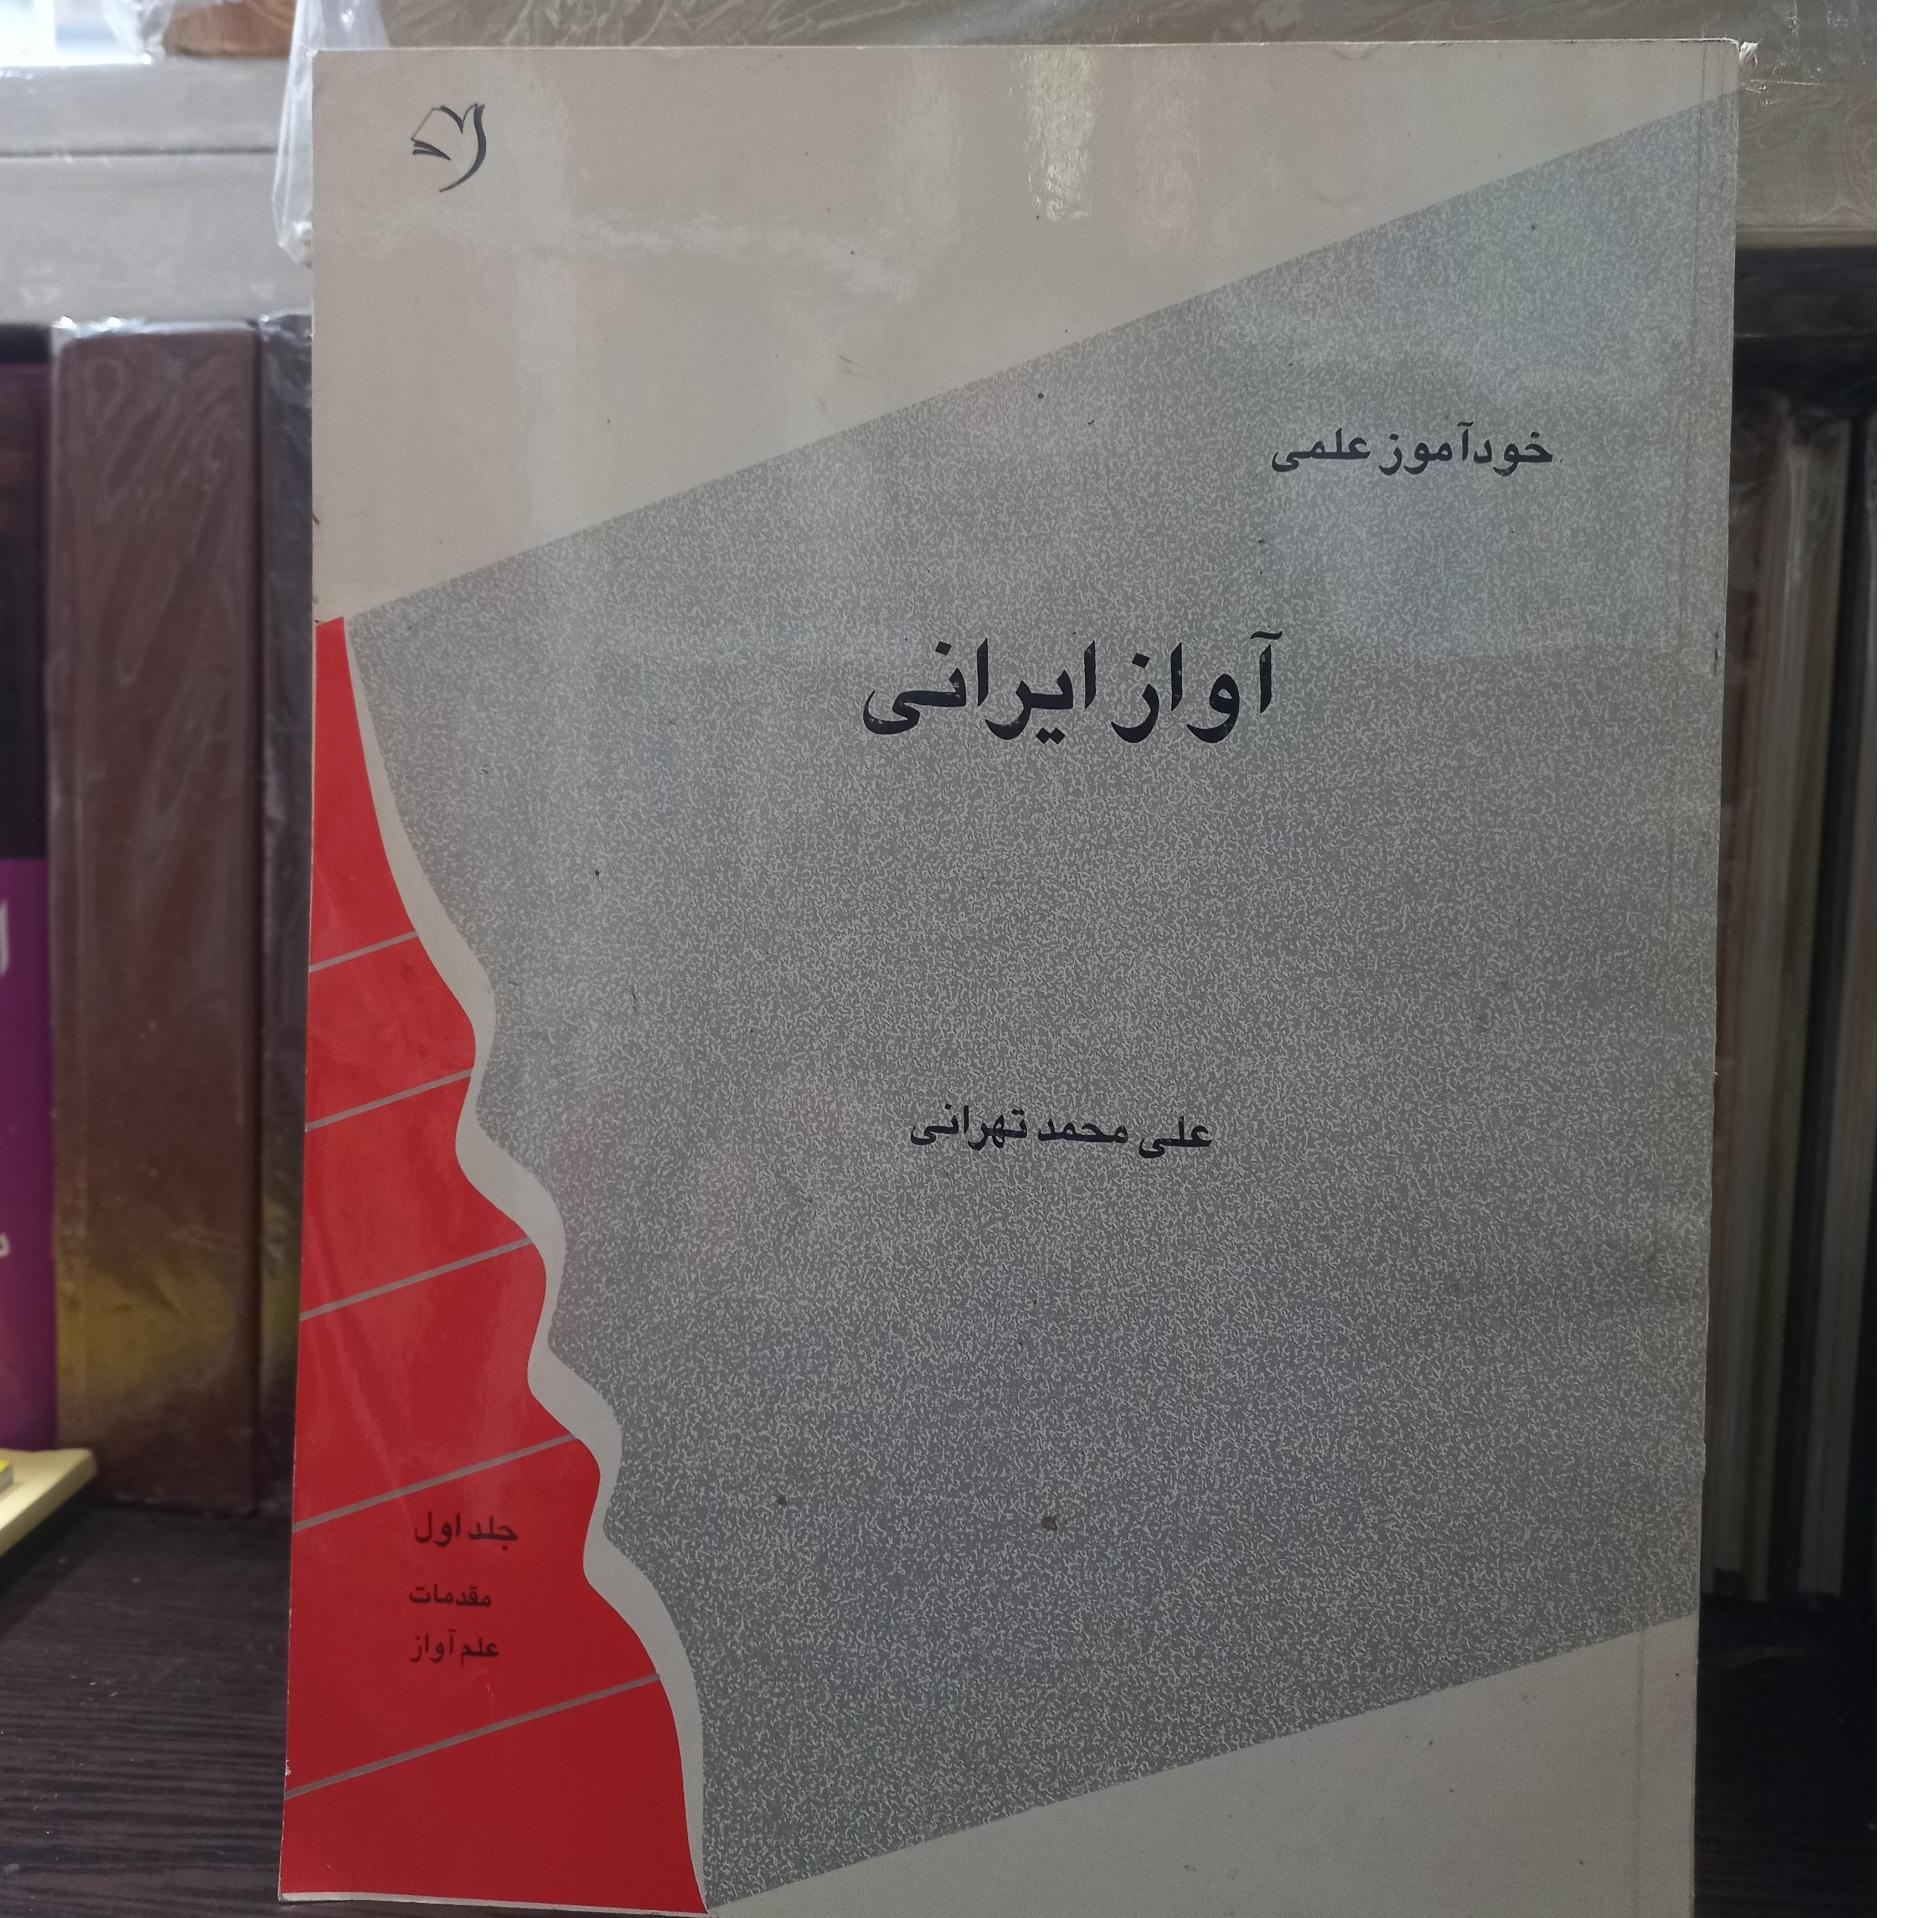 خودآموز علمی
آواز ایرانی
علی محمد تهرانی
جلد اول
مقدمات
علم آواز